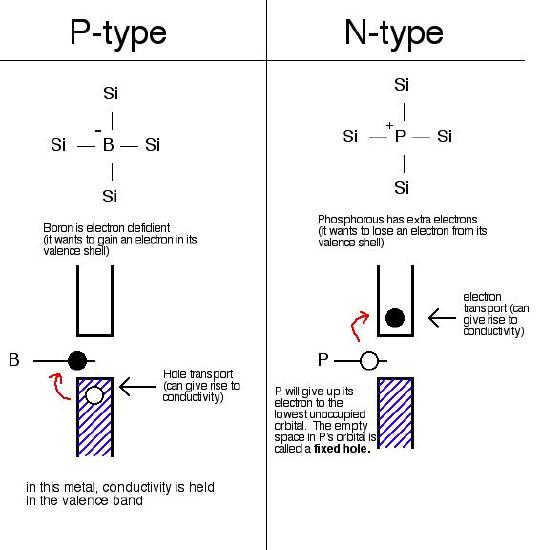 P-type
Si
Si — B — Si
-
Si
Boron is electron defidient
(it wants to gain an electron in its
valence shell)
B
Hole transport
(can give rise to
conductivity)
in this metal, conductivity is held
in the valence band
N-type
Si
Si — P — Si
+
Si
Phosphorous has extra electrons
(it wants to lose an electron from its
valence shell)
electron
transport (can
give rise to
conductivity)
P
P will give up its
electron to the
lowest unoccupied
orbital. The empty
space in P's orbital is
called a fixed hole.